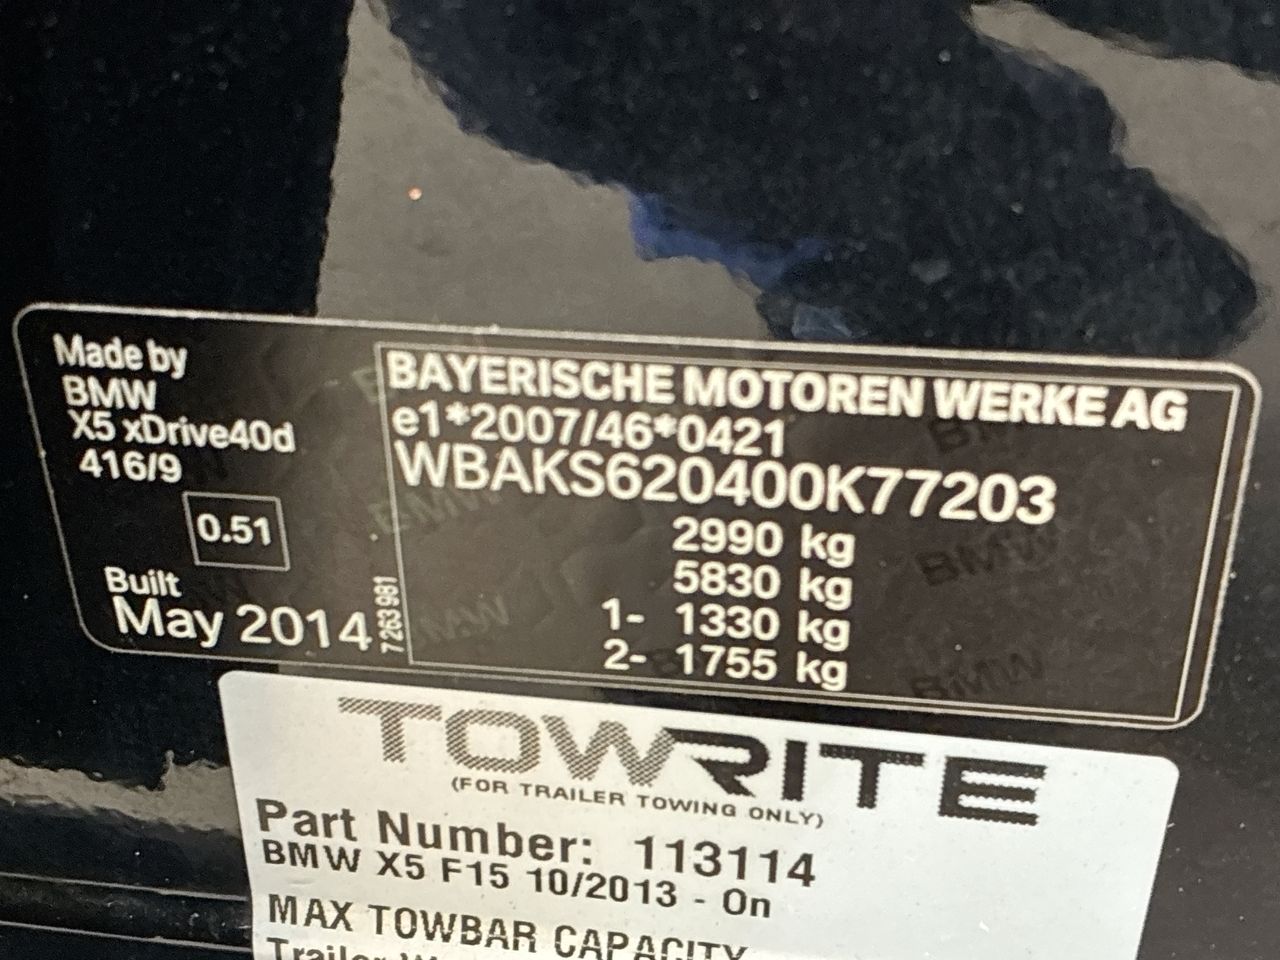 Made by
BMW
X5 xDrive40d
416/9
0.51
Built
May 2014
7 263 981
BAYERISCHE MOTOREN WERKE AG
e1*2007/46*0421
WBAKS620400K77203
2990 kg
5830 kg
1- 1330 kg
2- 1755 kg
TOWRITE
(FOR TRAILER TOWING ONLY)
Part Number: 113114
BMW X5 F15 10/2013 - On
MAX TOWBAR CAPACITY
Trailer